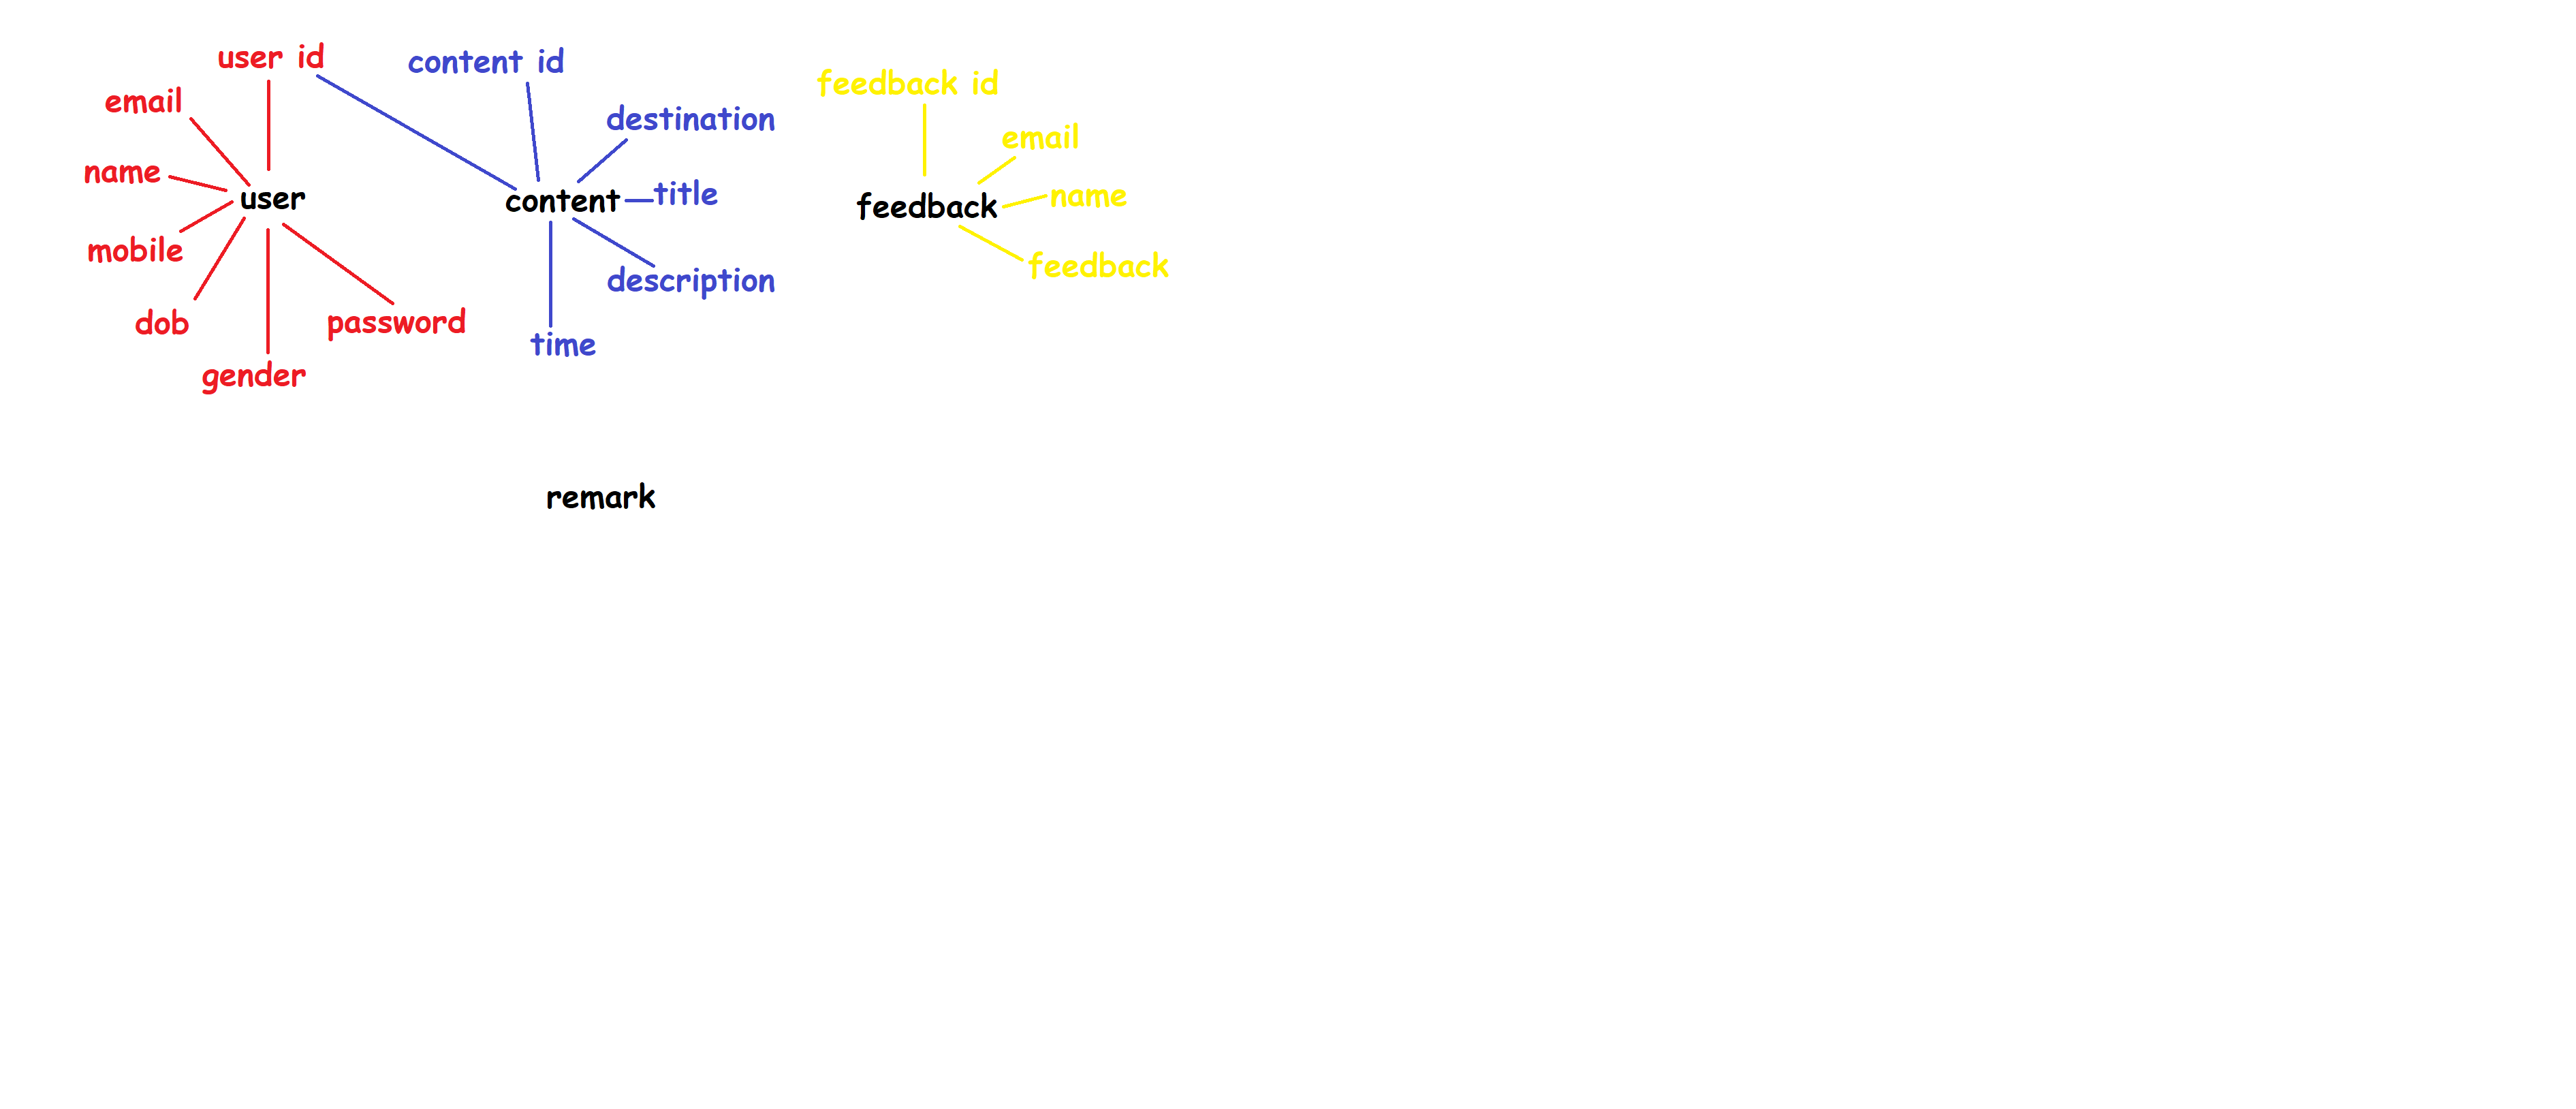 user id
email
name
user
mobile
dob
gender
password
content id
destination
content
title
description
time
feedback id
email
feedback
name
feedback
remark